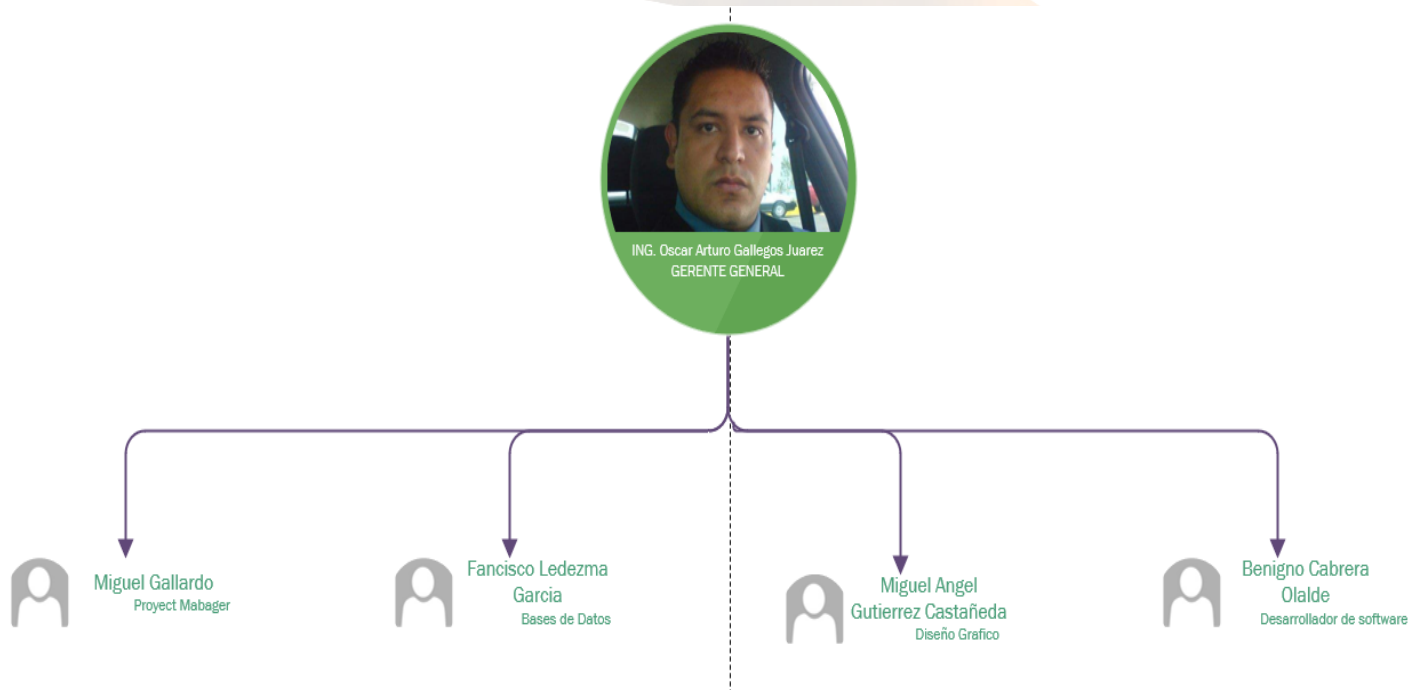 ING. Oscar Arturo Gallegos Juarez
GERENTE GENERAL
Miguel Gallardo
Proyect Mabager
Fancisco Ledezma
Garcia
Bases de Datos
Miguel Angel
Gutierrez Castañeda
Diseño Grafico
Benigno Cabrera
Olalde
Desarrollador de software